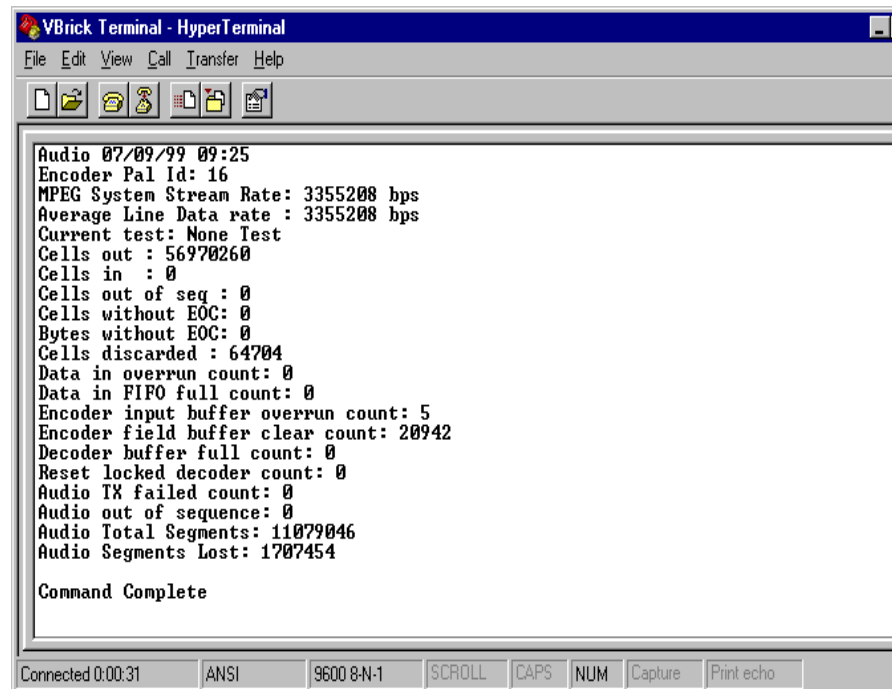 VBrick Terminal - HyperTerminal
File Edit View Call Transfer Help
Audio 07/09/99 09:25
Encoder Pal Id: 16
MPEG System Stream Rate: 3355208 bps
Average Line Data rate : 3355208 bps
Current test: None Test
Cells out : 56970260
Cells in  : 0
Cells out of seq : 0
Cells without EOC: 0
Bytes without EOC: 0
Cells discarded : 64704
Data in overrun count: 0
Data in FIFO full count: 0
Encoder input buffer overrun count: 5
Encoder field buffer clear count: 20942
Decoder buffer full count: 0
Reset locked decoder count: 0
Audio TX failed count: 0
Audio out of sequence: 0
Audio Total Segments: 11079046
Audio Segments Lost: 1707454
Command Complete
Connected 0:00:31 ANSI 9600 8-N-1 SCROLL CAPS NUM Capture Print echo